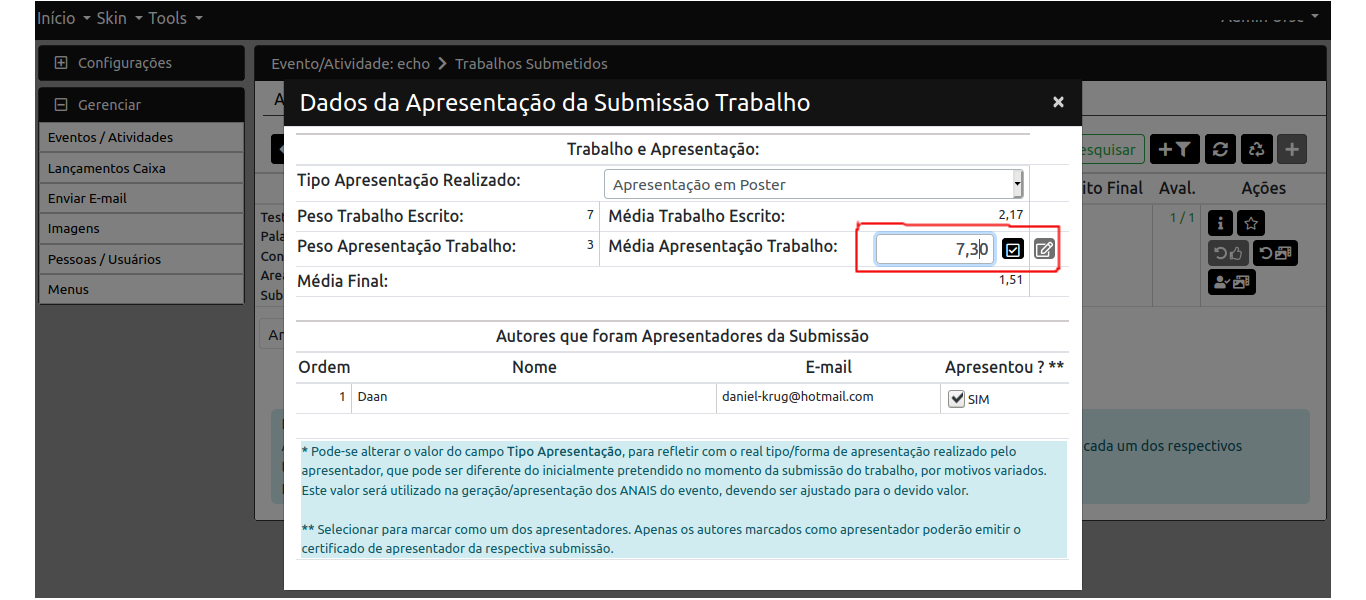 Início Skin Tools
Configurações
Evento/Atividade: echo > Trabalhos Submetidos
Gerenciar
Dados da Apresentação da Submissão Trabalho ×
Eventos / Atividades
Lançamentos Caixa
Enviar E-mail
Imagens
Pessoas / Usuários
Menus
Trabalho e Apresentação:
Tipo Apresentação Realizado: Apresentação em Poster
Peso Trabalho Escrito: 7 Média Trabalho Escrito: 2,17
Peso Apresentação Trabalho: 3 Média Apresentação Trabalho: 7,30
Média Final: 1,51
Final Aval. Ações
1 / 1
Autores que foram Apresentadores da Submissão
Ordem Nome E-mail Apresentou ? **
1 Daan daniel-krug@hotmail.com SIM
* Pode-se alterar o valor do campo Tipo Apresentação, para refletir com o real tipo/forma de apresentação realizado pelo
apresentador, que pode ser diferente do inicialmente pretendido no momento da submissão do trabalho, por motivos variados.
Este valor será utilizado na geração/apresentação dos ANAIS do evento, devendo ser ajustado para o devido valor.
** Selecionar para marcar como um dos apresentadores. Apenas os autores marcados como apresentador poderão emitir o
certificado de apresentador da respectiva submissão.
cada um dos respectivos